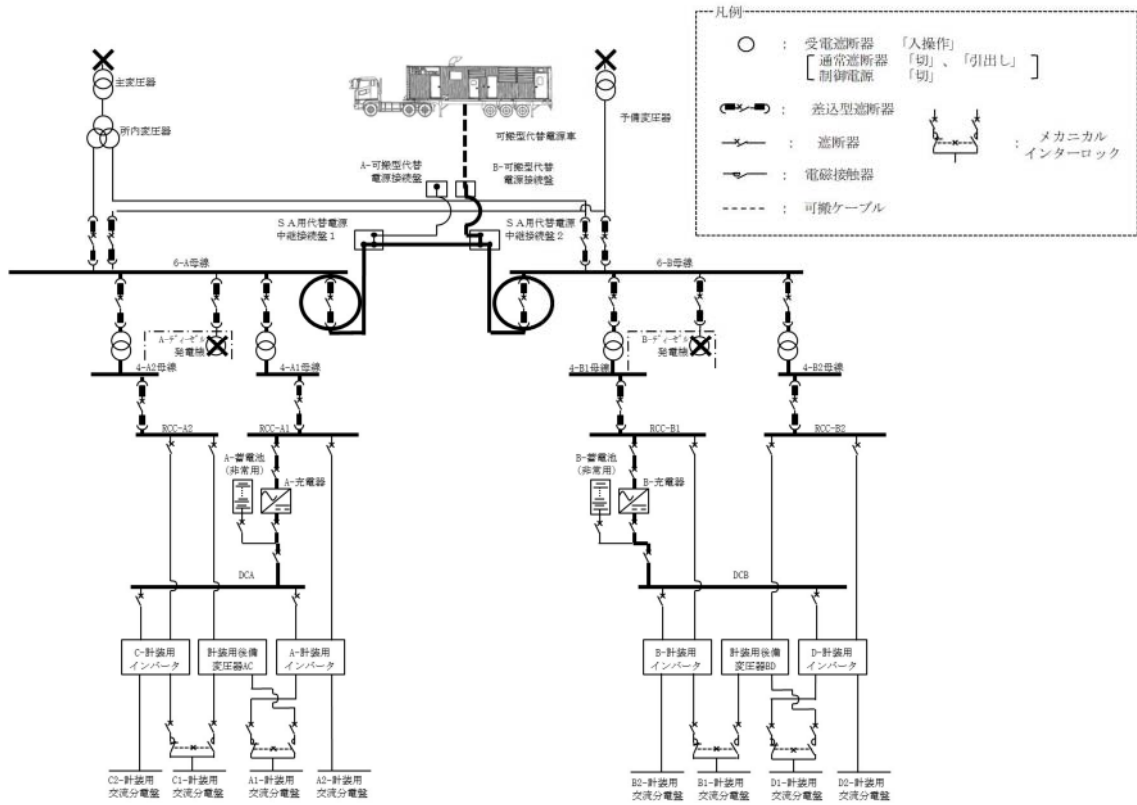 凡例
○ : 受電遮断器 「入操作」
通常遮断器 「切」、「引出し」
制御電源 「切」
: 差込型遮断器
: 遮断器
: 電磁接触器
: 可搬ケーブル
: メカニカル
インターロック
主変圧器
所内変圧器
予備変圧器
可搬型代替電源車
A-可搬型代替
電源接続盤
B-可搬型代替
電源接続盤
SA用代替電源
中継接続盤1
SA用代替電源
中継接続盤2
6-A母線
6-B母線
A-ディーゼル
発電機
B-ディーゼル
発電機
4-A2母線
4-A1母線
4-B1母線
4-B2母線
RCC-A2
RCC-A1
RCC-B1
RCC-B2
A-蓄電池
(非常用)
A-充電器
B-蓄電池
(非常用)
B-充電器
DCA
DCB
C-計装用
インバータ
計装用後備
変圧器AC
A-計装用
インバータ
B-計装用
インバータ
計装用後備
変圧器BD
D-計装用
インバータ
C2-計装用
交流分電盤
C1-計装用
交流分電盤
A1-計装用
交流分電盤
A2-計装用
交流分電盤
B2-計装用
交流分電盤
B1-計装用
交流分電盤
D1-計装用
交流分電盤
D2-計装用
交流分電盤